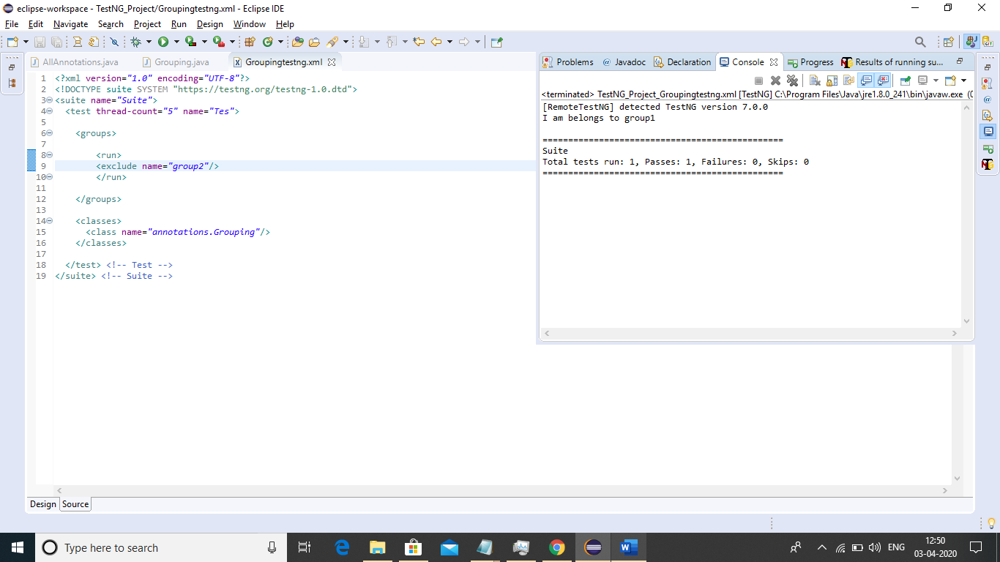 eclipse-workspace - TestNG_Project/Groupingtestng.xml - Eclipse IDE
File Edit Navigate Search Project Run Design Window Help
AllAnnotations.java Grouping.java Groupingtestng.xml
1 <?xml version="1.0" encoding="UTF-8"?>
2 <!DOCTYPE suite SYSTEM "https://testng.org/testng-1.0.dtd">
3 <suite name="Suite">
4 <test thread-count="5" name="Tes">
5
6 <groups>
7
8 <run>
9 <exclude name="group2"/>
10 </run>
11
12 </groups>
13
14 <classes>
15 <class name="annotations.Grouping"/>
16 </classes>
17
18 </test> <!-- Test -->
19 </suite> <!-- Suite -->
Problems @ Javadoc Declaration Console Progress Results of running su...
<terminated> TestNG_Project_Groupingtestng.xml [TestNG] C:\Program Files\Java\jre1.8.0_241\bin\javaw.exe (0
[RemoteTestNG] detected TestNG version 7.0.0
I am belongs to group1
===============================================
Suite
Total tests run: 1, Passes: 1, Failures: 0, Skips: 0
===============================================
Design Source
Type here to search
ENG
12:50
03-04-2020